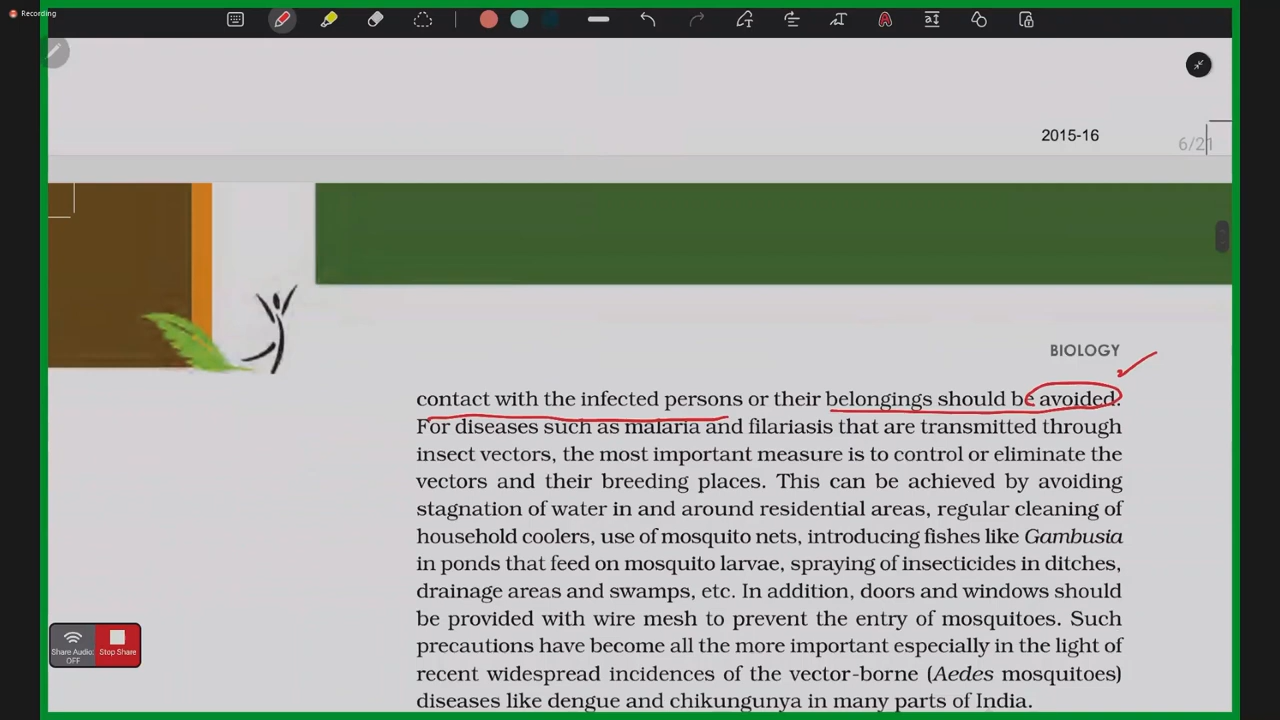 Recording
2015-16
6/21
BIOLOGY
contact with the infected persons or their belongings should be avoided.
For diseases such as malaria and filariasis that are transmitted through
insect vectors, the most important measure is to control or eliminate the
vectors and their breeding places. This can be achieved by avoiding
stagnation of water in and around residential areas, regular cleaning of
household coolers, use of mosquito nets, introducing fishes like Gambusia
in ponds that feed on mosquito larvae, spraying of insecticides in ditches,
drainage areas and swamps, etc. In addition, doors and windows should
be provided with wire mesh to prevent the entry of mosquitoes. Such
precautions have become all the more important especially in the light of
recent widespread incidences of the vector-borne (Aedes mosquitoes)
diseases like dengue and chikungunya in many parts of India.
Share Audio: OFF
Stop Share